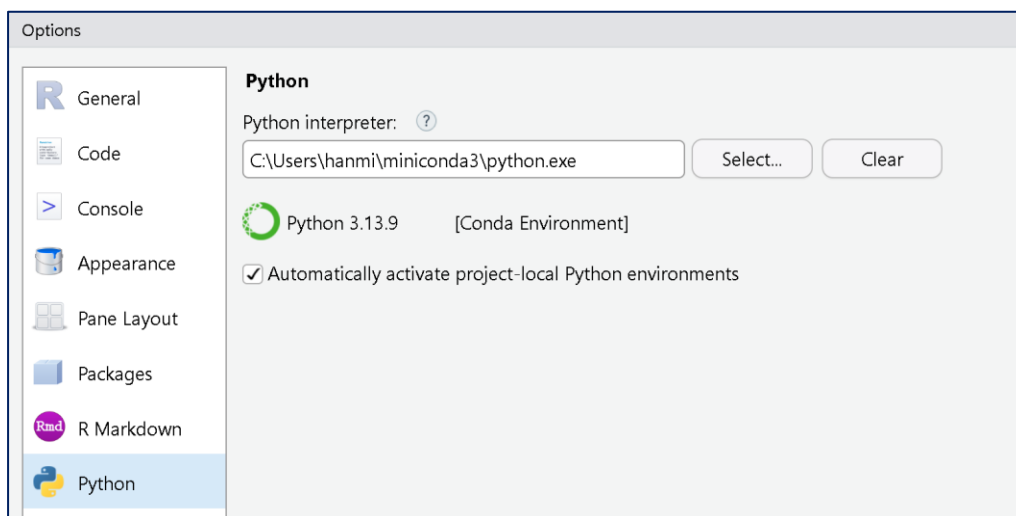 Options
General
Code
Console
Appearance
Pane Layout
Packages
Rmd R Markdown
Python
Python
Python interpreter: ?
C:\Users\hanmi\miniconda3\python.exe Select... Clear
Python 3.13.9 [Conda Environment]
Automatically activate project-local Python environments